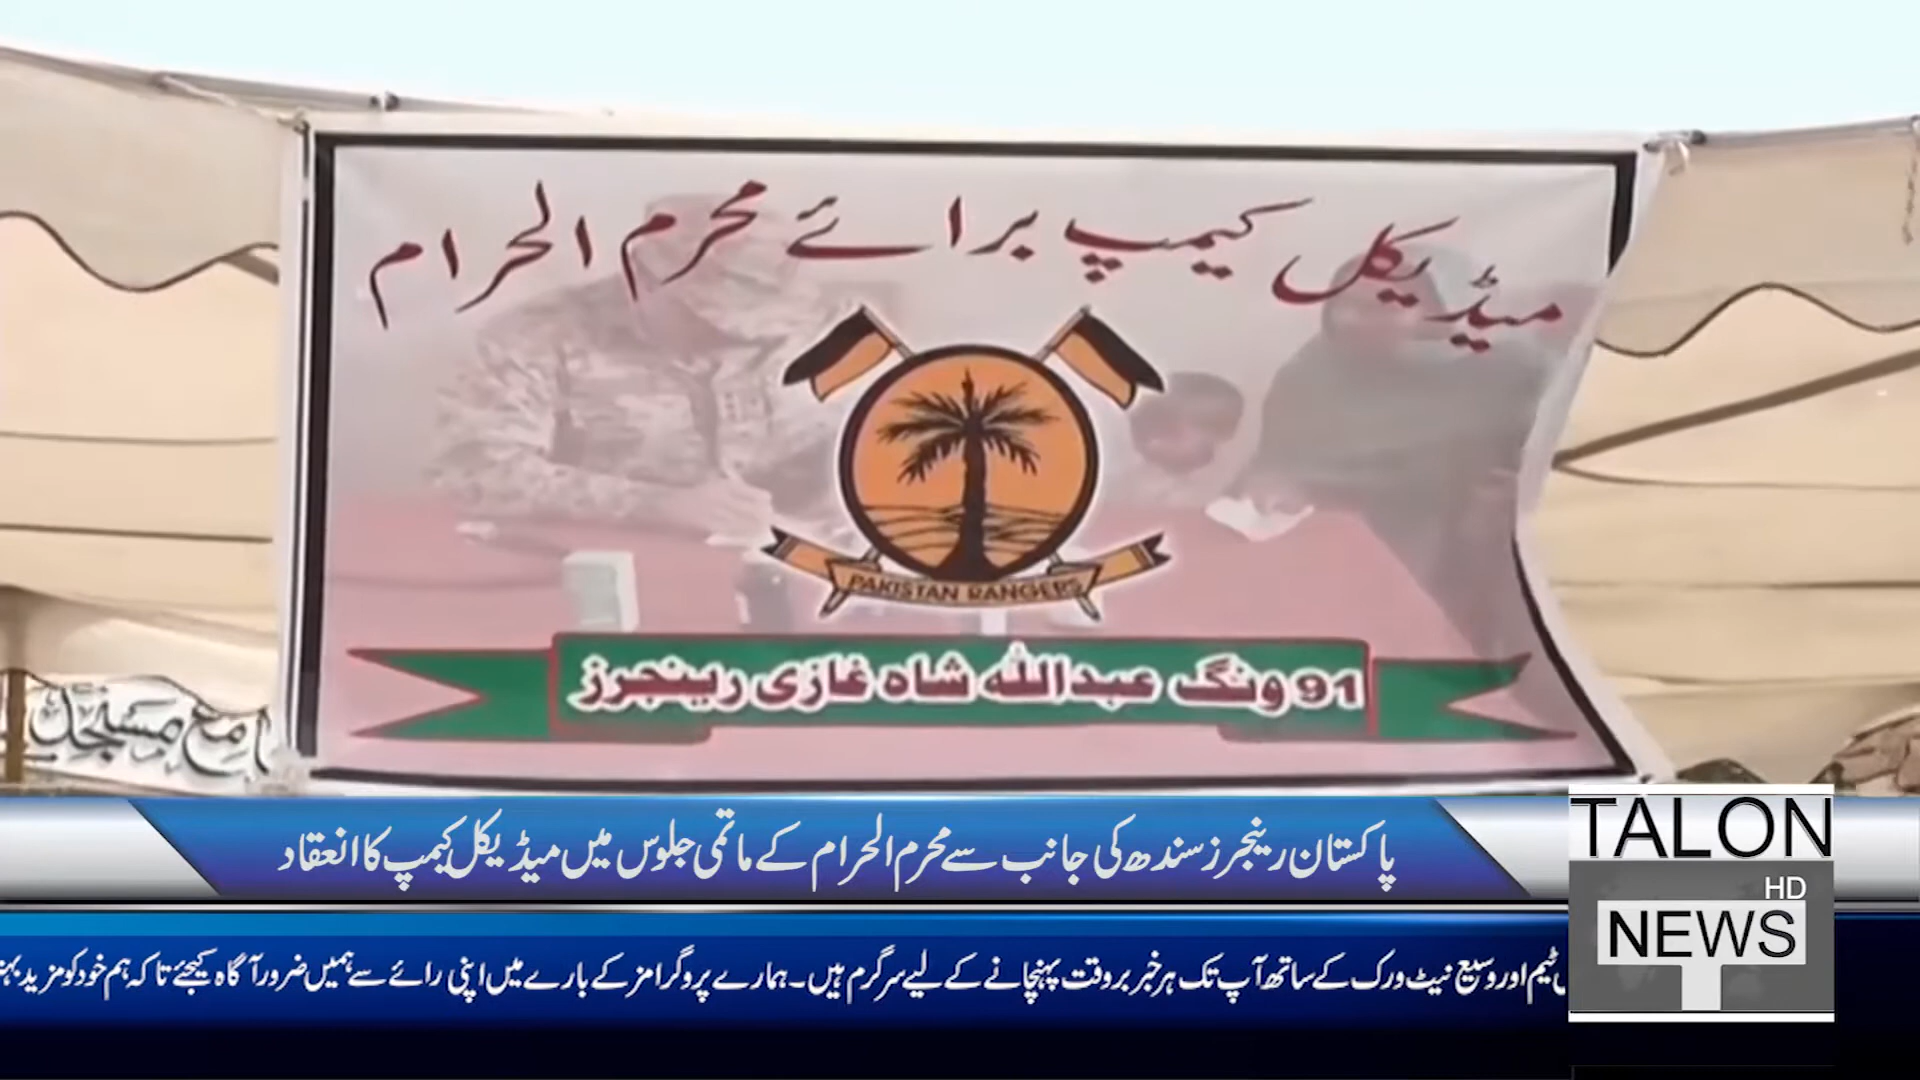 میڈیکل کیمپ برائے محرم الحرام
PAKISTAN RANGERS
91 ونگ عبداللہ شاہ غازی رینجرز
جامع مسجد
پاکستان رینجرز سندھ کی جانب سے محرم الحرام کے ماتمی جلوس میں میڈیکل کیمپ کا انعقاد
TALON
HD
NEWS
ٹیم اور وسیع نیٹ ورک کے ساتھ آپ تک ہر خبر بروقت پہنچانے کے لیے سرگرم ہیں۔ ہمارے پروگرامز کے بارے میں اپنی رائے سے ہمیں ضرور آگاہ کیجئے تاکہ ہم خود کو مزید